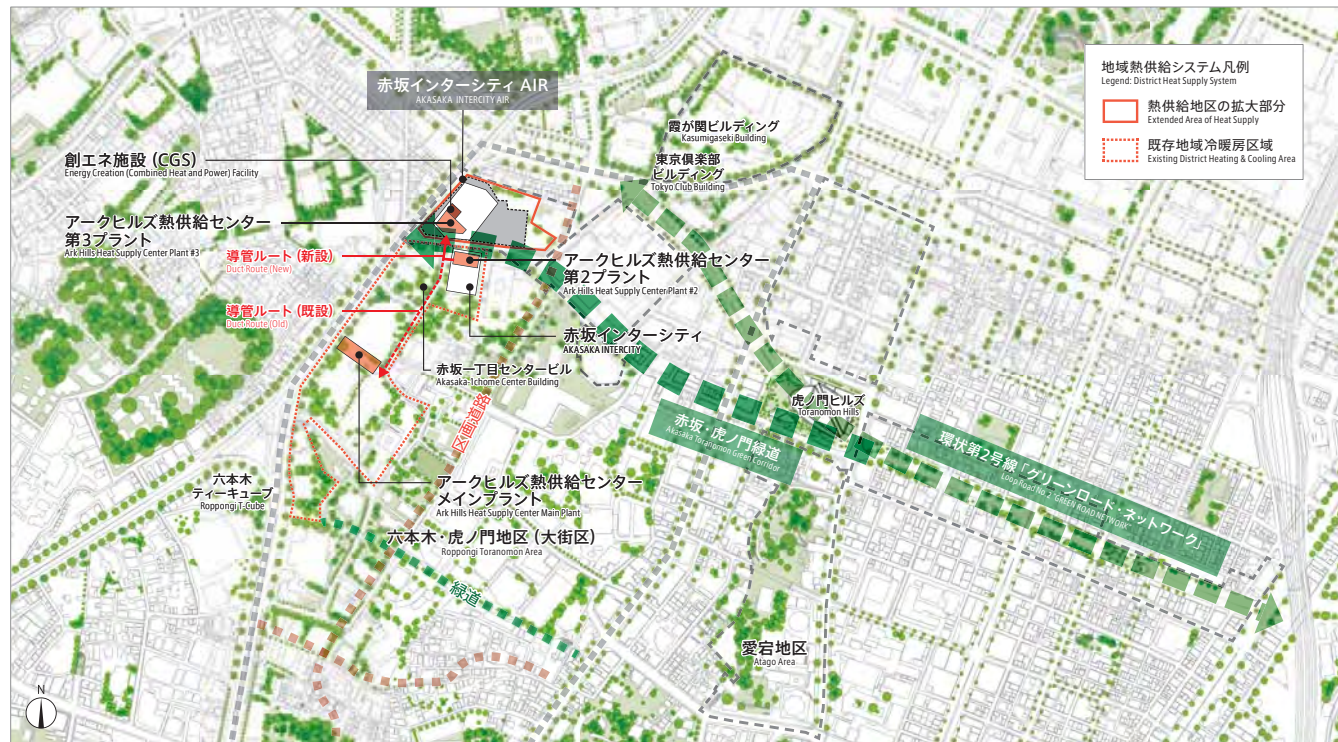 地域熱供給システム凡例
Legend: District Heat Supply System
熱供給地区の拡大部分
Extended Area of Heat Supply
既存地域冷暖房区域
Existing District Heating & Cooling Area
赤坂インターシティ AIR
AKASAKA INTERCITY AIR
霞が関ビルディング
Kasumigaseki Building
東京倶楽部
ビルディング
Tokyo Club Building
創エネ施設 (CGS)
Energy Creation (Combined Heat and Power) Facility
アークヒルズ熱供給センター
第3プラント
Ark Hills Heat Supply Center Plant #3
導管ルート (新設)
Duct Route (New)
アークヒルズ熱供給センター
第2プラント
Ark Hills Heat Supply Center Plant #2
導管ルート (既設)
Duct Route (Old)
赤坂インターシティ
AKASAKA INTERCITY
赤坂一丁目センタービル
Akasaka-1chome Center Building
区画道路
虎ノ門ヒルズ
Toranomon Hills
赤坂・虎ノ門緑道
Akasaka Toranomon Green Corridor
環状第2号線「グリーンロード・ネットワーク」
Loop Road No.2 "GREEN ROAD NETWORK"
六本木
ティーキューブ
Roppongi T-Cube
アークヒルズ熱供給センター
メインプラント
Ark Hills Heat Supply Center Main Plant
六本木・虎ノ門地区 (大街区)
Roppongi Toranomon Area
緑道
愛宕地区
Atago Area
N